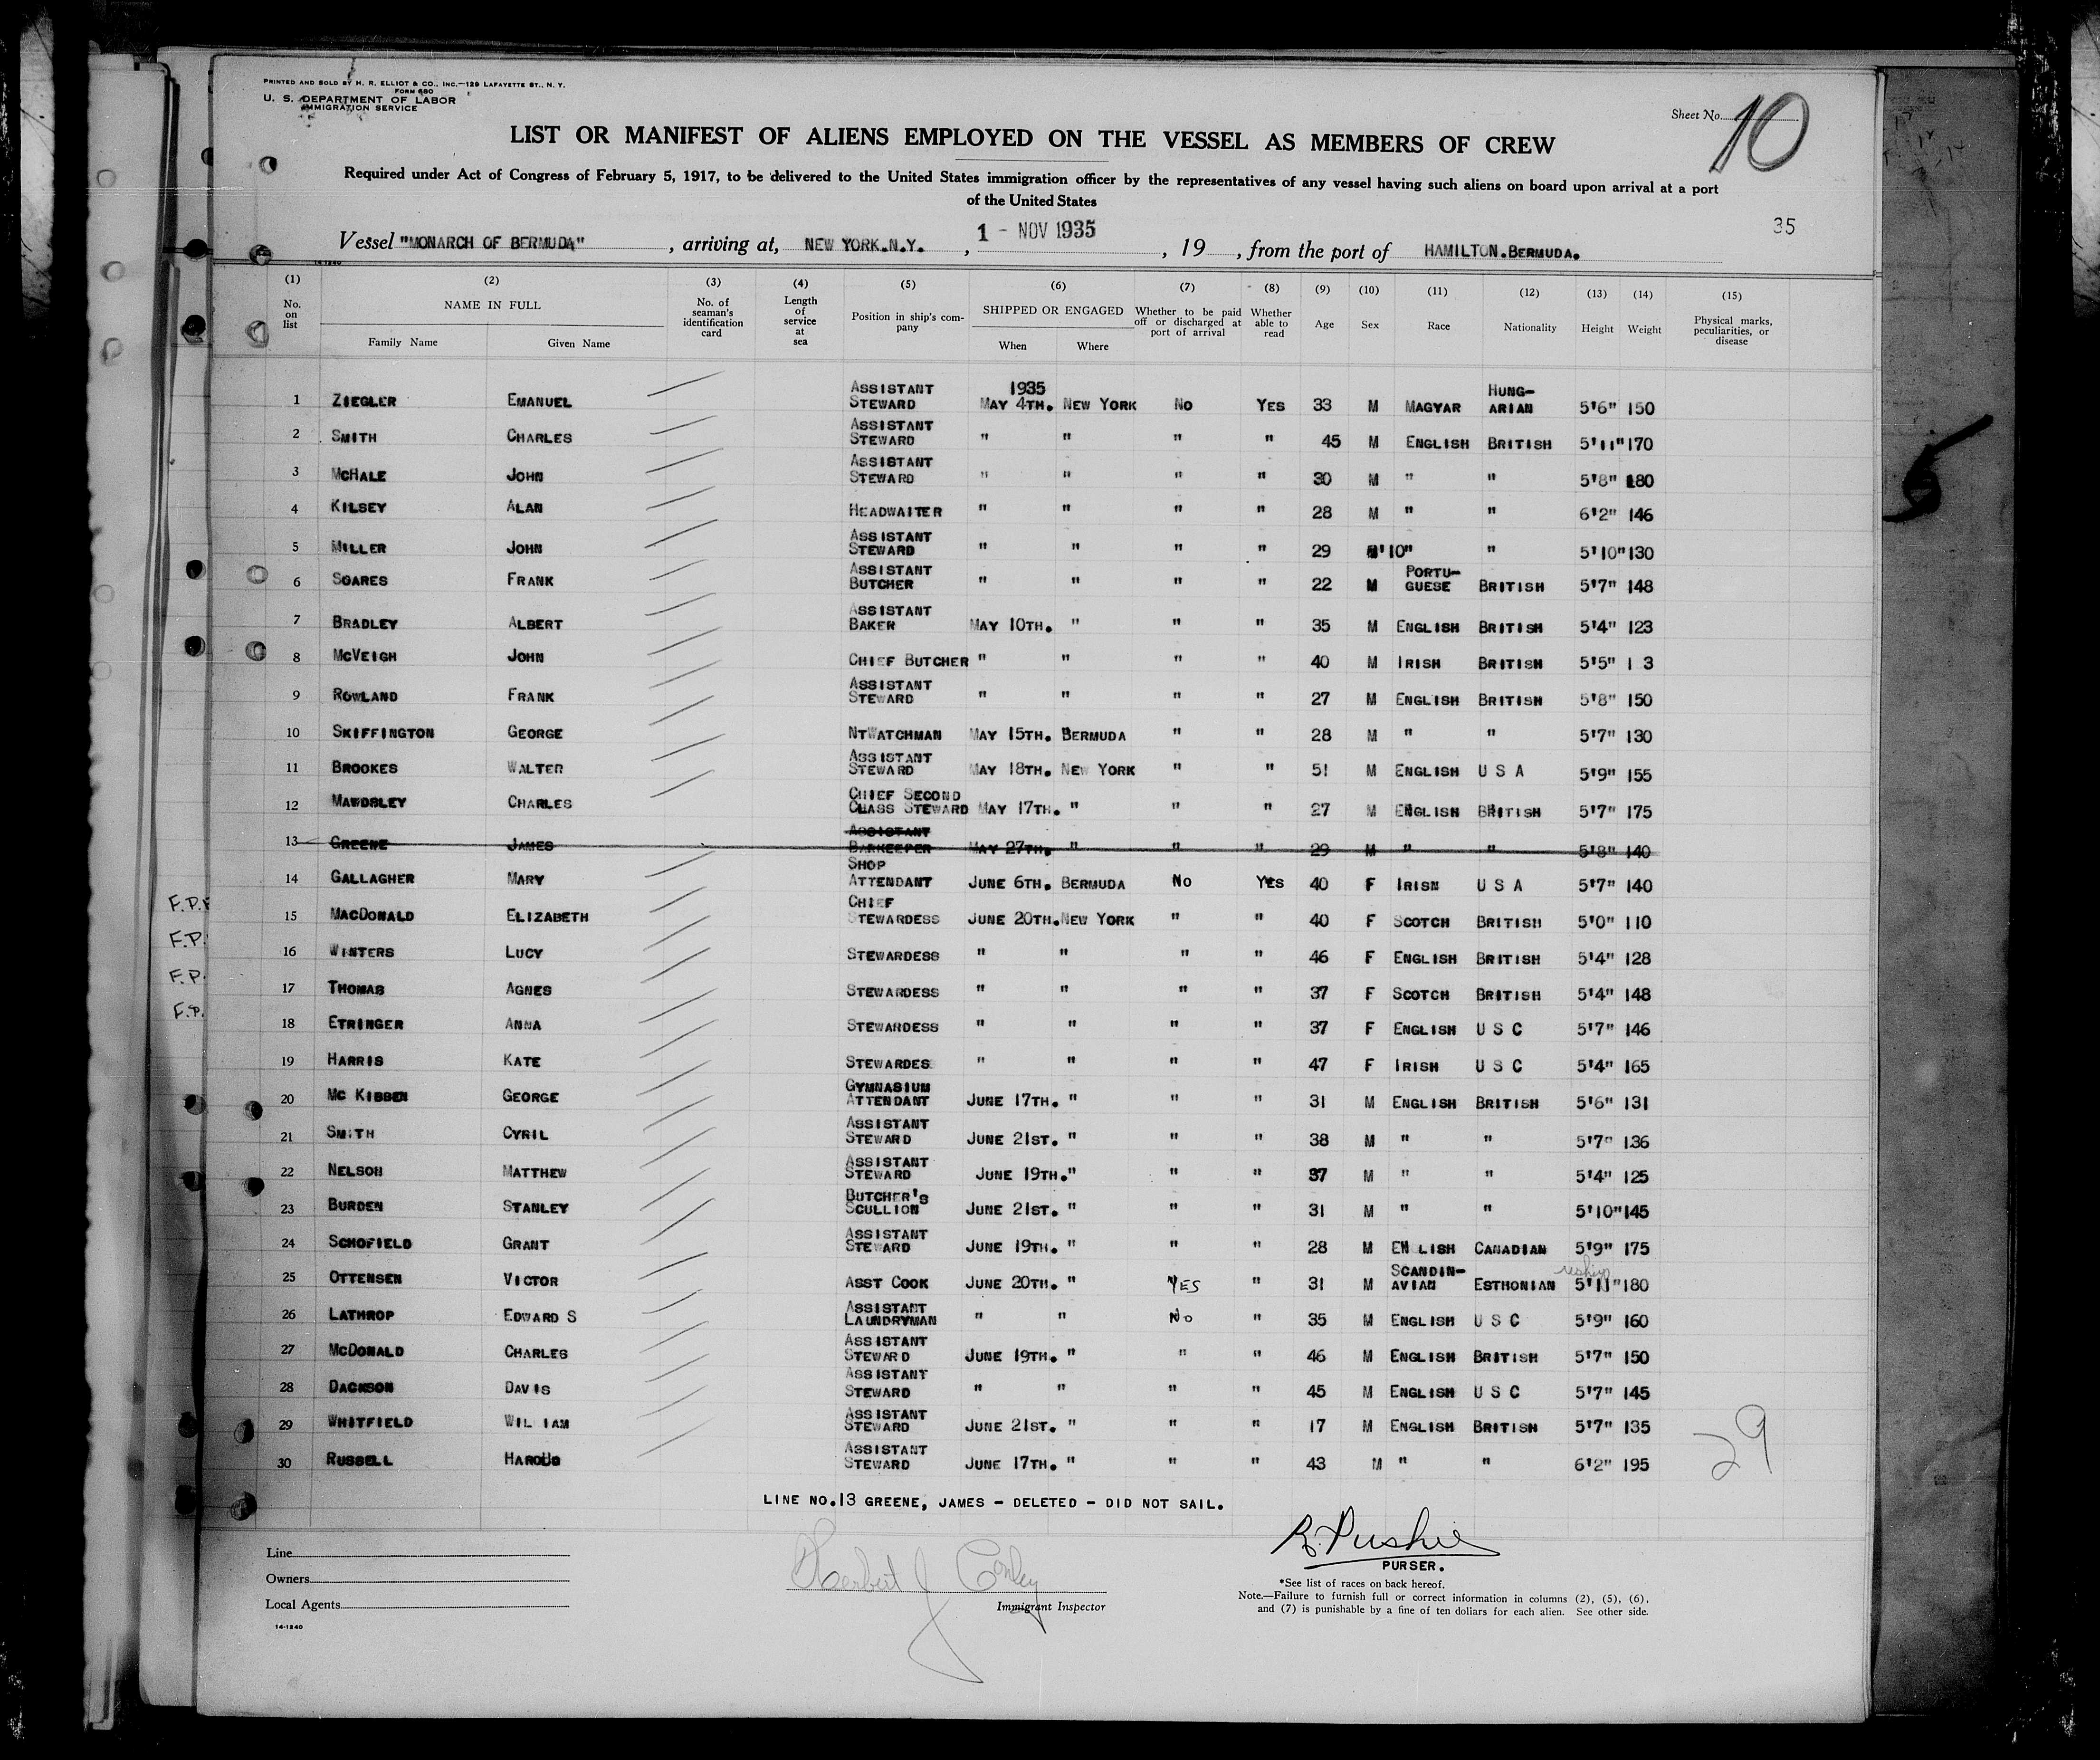 PRINTED AND SOLD BY H. R. ELLIOT & CO., INC.—129 LAFAYETTE ST., N. Y.
FORM 680
U. S. DEPARTMENT OF LABOR
IMMIGRATION SERVICE
Sheet No. 10
LIST OR MANIFEST OF ALIENS EMPLOYED ON THE VESSEL AS MEMBERS OF CREW
Required under Act of Congress of February 5, 1917, to be delivered to the United States immigration officer by the representatives of any vessel having such aliens on board upon arrival at a port
of the United States
35
Vessel "MONARCH OF BERMUDA", arriving at, NEW YORK.N.Y., 1 - NOV 1935, 19, from the port of HAMILTON.BERMUDA.
14-1240
(1) (2) (3) (4) (5) (6) (7) (8) (9) (10) (11) (12) (13) (14) (15)
No. on list NAME IN FULL Family Name Given Name No. of seaman's identification card Length of service at sea Position in ship's company SHIPPED OR ENGAGED When Where Whether to be paid off or discharged at port of arrival Whether able to read Age Sex Race Nationality Height Weight Physical marks, peculiarities, or disease
1 ZIEGLER EMANUEL ASSISTANT STEWARD 1935 MAY 4TH. NEW YORK NO YES 33 M MAGYAR HUNG-ARIAN 5'6" 150
2 SMITH CHARLES ASSISTANT STEWARD " " " " 45 M ENGLISH BRITISH 5'11" 170
3 MCHALE JOHN ASSISTANT STEWARD " " " " 30 M " " 5'8" 180
4 KILSEY ALAN HEADWAITER " " " " 28 M " " 6'2" 146
5 MILLER JOHN ASSISTANT STEWARD " " " " 29 '10" " 5'10" 130
6 SOARES FRANK ASSISTANT BUTCHER " " " " 22 M PORTU-GUESE BRITISH 5'7" 148
7 BRADLEY ALBERT ASSISTANT BAKER MAY 10TH. " " " 35 M ENGLISH BRITISH 5'4" 123
8 MCVEIGH JOHN CHIEF BUTCHER " " " " 40 M IRISH BRITISH 5'5" 1 3
9 ROWLAND FRANK ASSISTANT STEWARD " " " " 27 M ENGLISH BRITISH 5'8" 150
10 SKIFFINGTON GEORGE NTWATCHMAN MAY 15TH. BERMUDA " " 28 M " " 5'7" 130
11 BROOKES WALTER ASSISTANT STEWARD MAY 18TH. NEW YORK " " 51 M ENGLISH U S A 5'9" 155
12 MAWDSLEY CHARLES CHIEF SECOND CLASS STEWARD MAY 17TH. " " " 27 M ENGLISH BRITISH 5'7" 175
13 GREENE JAMES ASSISTANT BARKEEPER MAY 27TH. " " " 29 M " " 5'8" 140
14 GALLAGHER MARY SHOP ATTENDANT JUNE 6TH. BERMUDA NO YES 40 F IRISH U S A 5'7" 140
F.P. 15 MACDONALD ELIZABETH CHIEF STEWARDESS JUNE 20TH. NEW YORK " " 40 F SCOTCH BRITISH 5'0" 110
F.P. 16 WINTERS LUCY STEWARDESS " " " " 46 F ENGLISH BRITISH 5'4" 128
F.P. 17 THOMAS AGNES STEWARDESS " " " " 37 F SCOTCH BRITISH 5'4" 148
F.P. 18 ETRINGER ANNA STEWARDESS " " " " 37 F ENGLISH U S C 5'7" 146
19 HARRIS KATE STEWARDES " " " " 47 F IRISH U S C 5'4" 165
20 MC KIBBEN GEORGE GYMNASIUM ATTENDANT JUNE 17TH. " " " 31 M ENGLISH BRITISH 5'6" 131
21 SMITH CYRIL ASSISTANT STEWARD JUNE 21ST. " " " 38 M " " 5'7" 136
22 NELSON MATTHEW ASSISTANT STEWARD JUNE 19TH. " " " 37 M " " 5'4" 125
23 BURDEN STANLEY BUTCHER'S SCULLION JUNE 21ST. " " " 31 M " " 5'10" 145
24 SCHOFIELD GRANT ASSISTANT STEWARD JUNE 19TH. " " " 28 M EN LISH CANADIAN 5'9" 175
25 OTTENSEN VICTOR ASST COOK JUNE 20TH. " YES " 31 M SCANDIN-AVIAN ESTHONIAN reship 5'11" 180
26 LATHROP EDWARD S ASSISTANT LAUNDRYMAN " " No " 35 M ENGLISH U S C 5'9" 160
27 MCDONALD CHARLES ASSISTANT STEWARD JUNE 19TH. " " " 46 M ENGLISH BRITISH 5'7" 150
28 DACKSON DAVIS ASSISTANT STEWARD " " " " 45 M ENGLISH U S C 5'7" 145
29 WHITFIELD WIL IAM ASSISTANT STEWARD JUNE 21ST. " " " 17 M ENGLISH BRITISH 5'7" 135
30 RUSSELL HAROLD ASSISTANT STEWARD JUNE 17TH. " " " 43 M " " 6'2" 195
29
LINE NO.13 GREENE, JAMES - DELETED - DID NOT SAIL.
R. Pushie
PURSER.
Line
Owners
Local Agents
14-1240
Herbert J Conley
Immigrant Inspector
*See list of races on back hereof.
Note.—Failure to furnish full or correct information in columns (2), (5), (6),
and (7) is punishable by a fine of ten dollars for each alien. See other side.